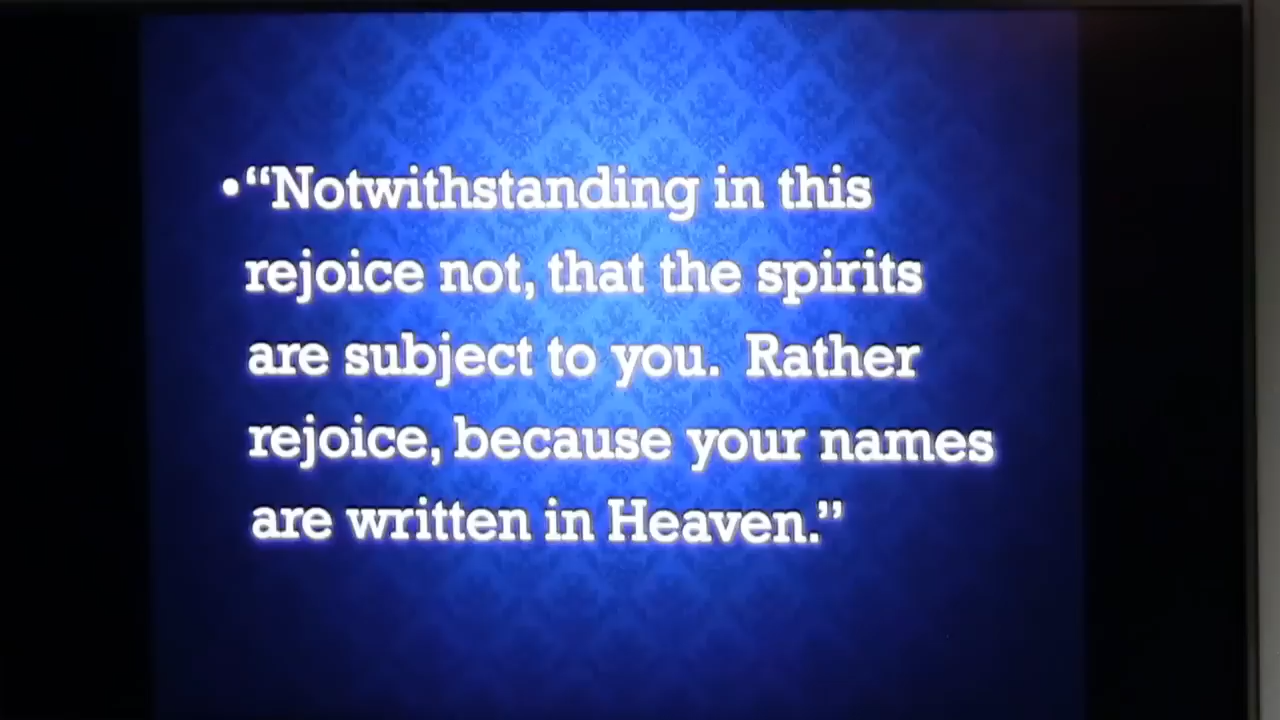 •“Notwithstanding in this
rejoice not, that the spirits
are subject to you.  Rather
rejoice, because your names
are written in Heaven.”